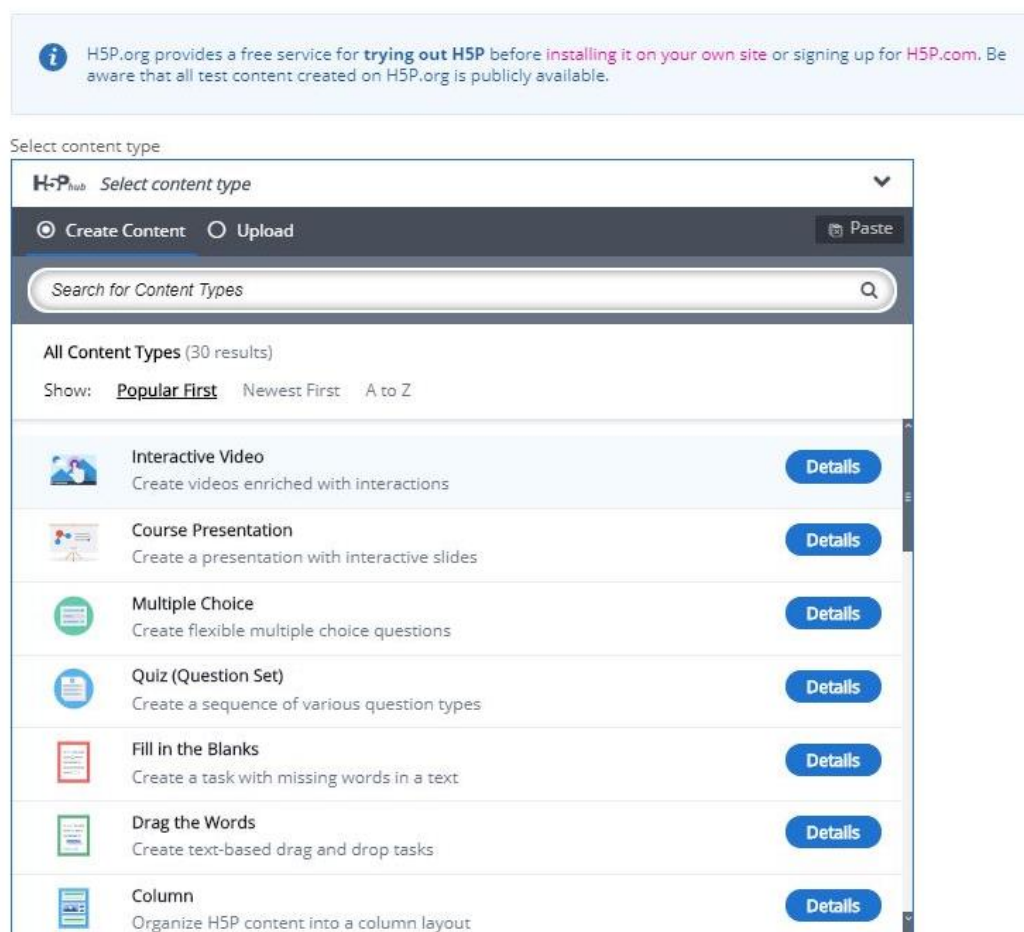 H5P.org provides a free service for trying out H5P before installing it on your own site or signing up for H5P.com. Be
aware that all test content created on H5P.org is publicly available.
Select content type
H5P hub Select content type
Create Content Upload Paste
Search for Content Types
All Content Types (30 results)
Show: Popular First Newest First A to Z
Interactive Video
Create videos enriched with interactions
Details
Course Presentation
Create a presentation with interactive slides
Details
Multiple Choice
Create flexible multiple choice questions
Details
Quiz (Question Set)
Create a sequence of various question types
Details
Fill in the Blanks
Create a task with missing words in a text
Details
Drag the Words
Create text-based drag and drop tasks
Details
Column
Organize H5P content into a column layout
Details